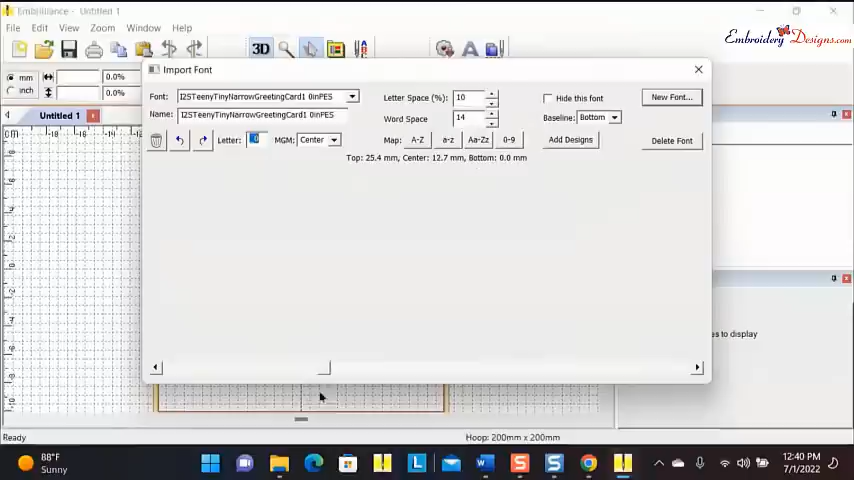 Embrilliance - Untitled 1
EmbroideryDesigns.com
File Edit View Zoom Window Help
3D
mm
inch
0.0%
0.0%
Untitled 1
Import Font
Font: I2STeenyTinyNarrowGreetingCard1 0inPES
Name: I2STeenyTinyNarrowGreetingCard1 0inPES
Letter Space (%): 10
Word Space 14
Hide this font
Baseline: Bottom
New Font...
Letter:
MGM: Center
Map: A-Z a-z Aa-Zz 0-9
Add Designs
Delete Font
Top: 25.4 mm, Center: 12.7 mm, Bottom: 0.0 mm
es to display
Ready
Hoop: 200mm x 200mm
88°F
Sunny
12:40 PM
7/1/2022